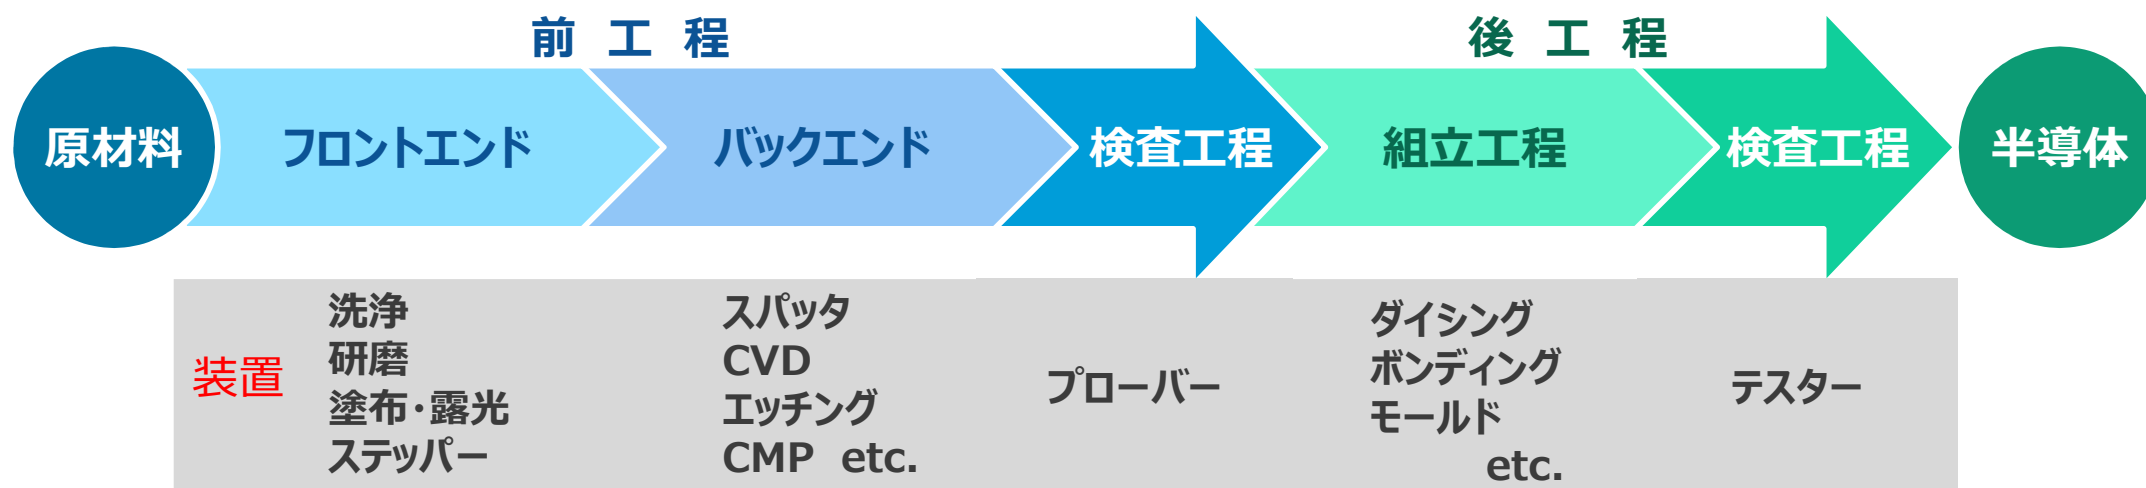 前 工 程
後 工 程
原材料
フロントエンド
バックエンド
検査工程
組立工程
検査工程
半導体
装置
洗浄
研磨
塗布・露光
ステッパー
スパッタ
CVD
エッチング
CMP etc.
プローバー
ダイシング
ボンディング
モールド
etc.
テスター